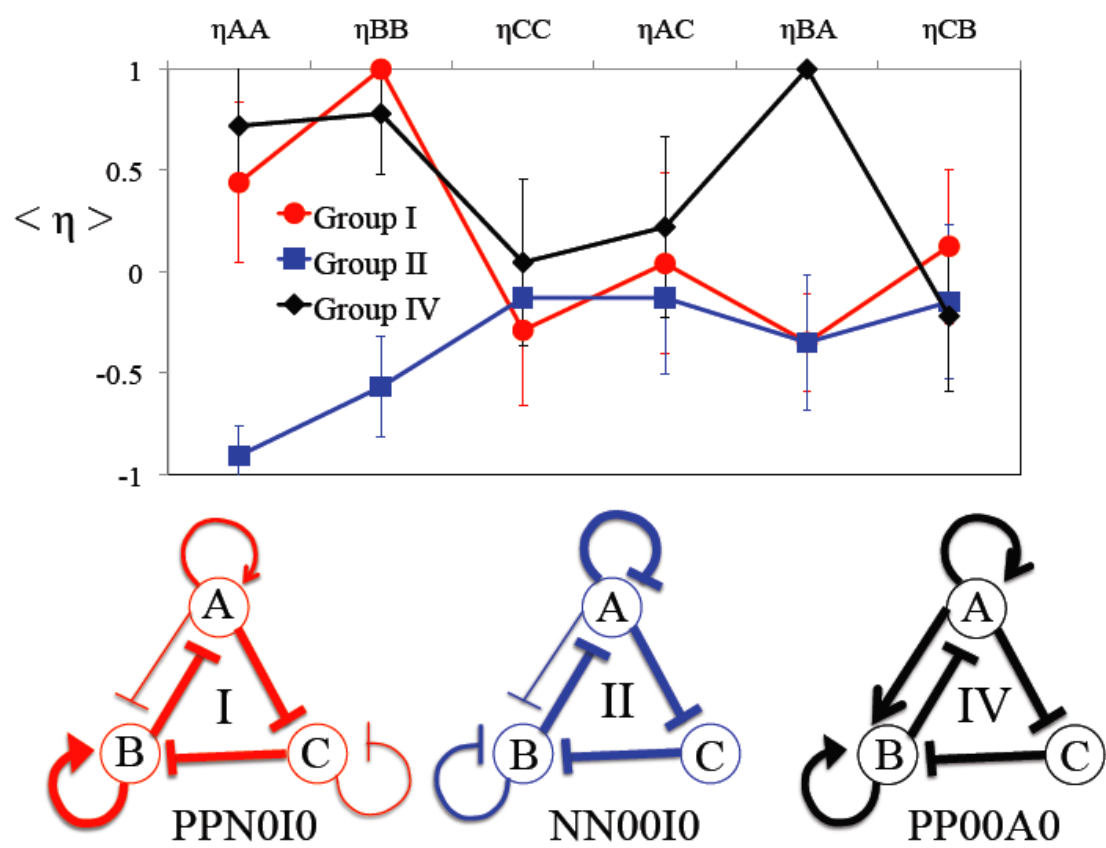 ηAA ηBB ηCC ηAC ηBA ηCB
1
0.5
< η >
0
-0.5
-1
Group I
Group II
Group IV
A
B
C
I
PPN0I0
A
B
C
II
NN00I0
A
B
C
IV
PP00A0